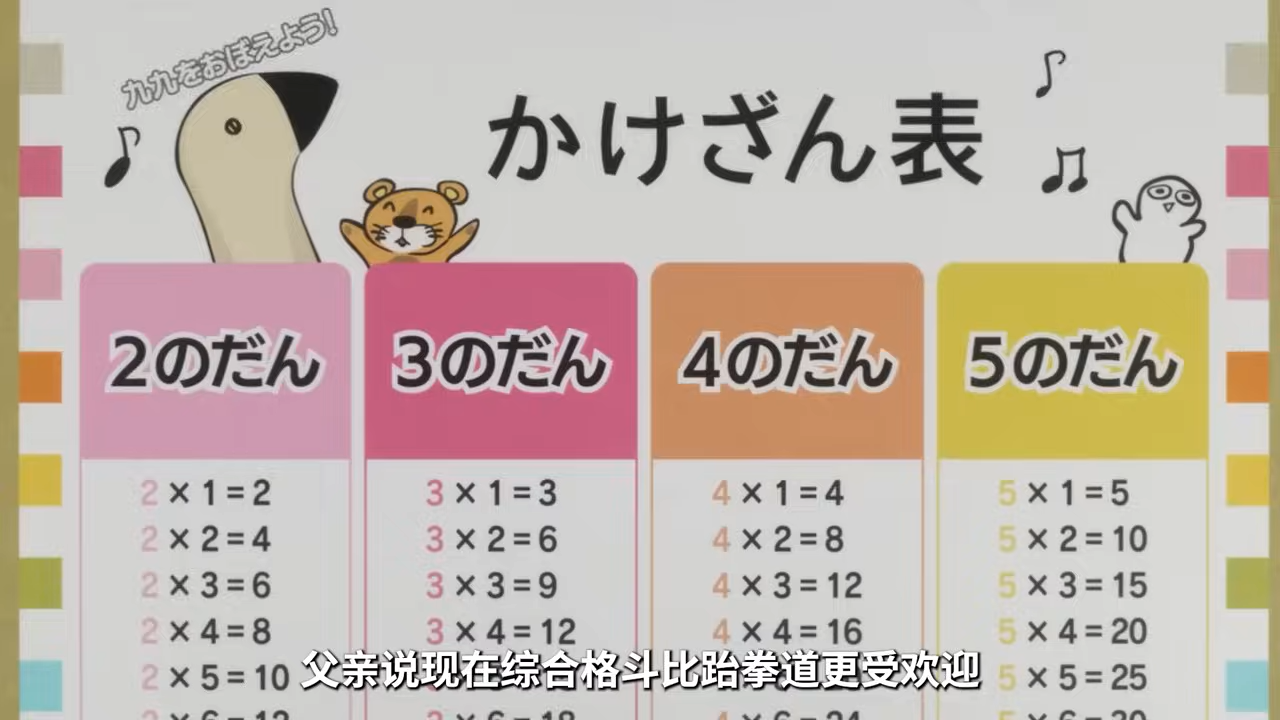 九九をおぼえよう!
かけざん表
2のだん 3のだん 4のだん 5のだん
2×1=2 3×1=3 4×1=4 5×1=5
2×2=4 3×2=6 4×2=8 5×2=10
2×3=6 3×3=9 4×3=12 5×3=15
2×4=8 3×4=12 4×4=16 5×4=20
2×5=10 5×5=25
父亲说现在综合格斗比跆拳道更受欢迎